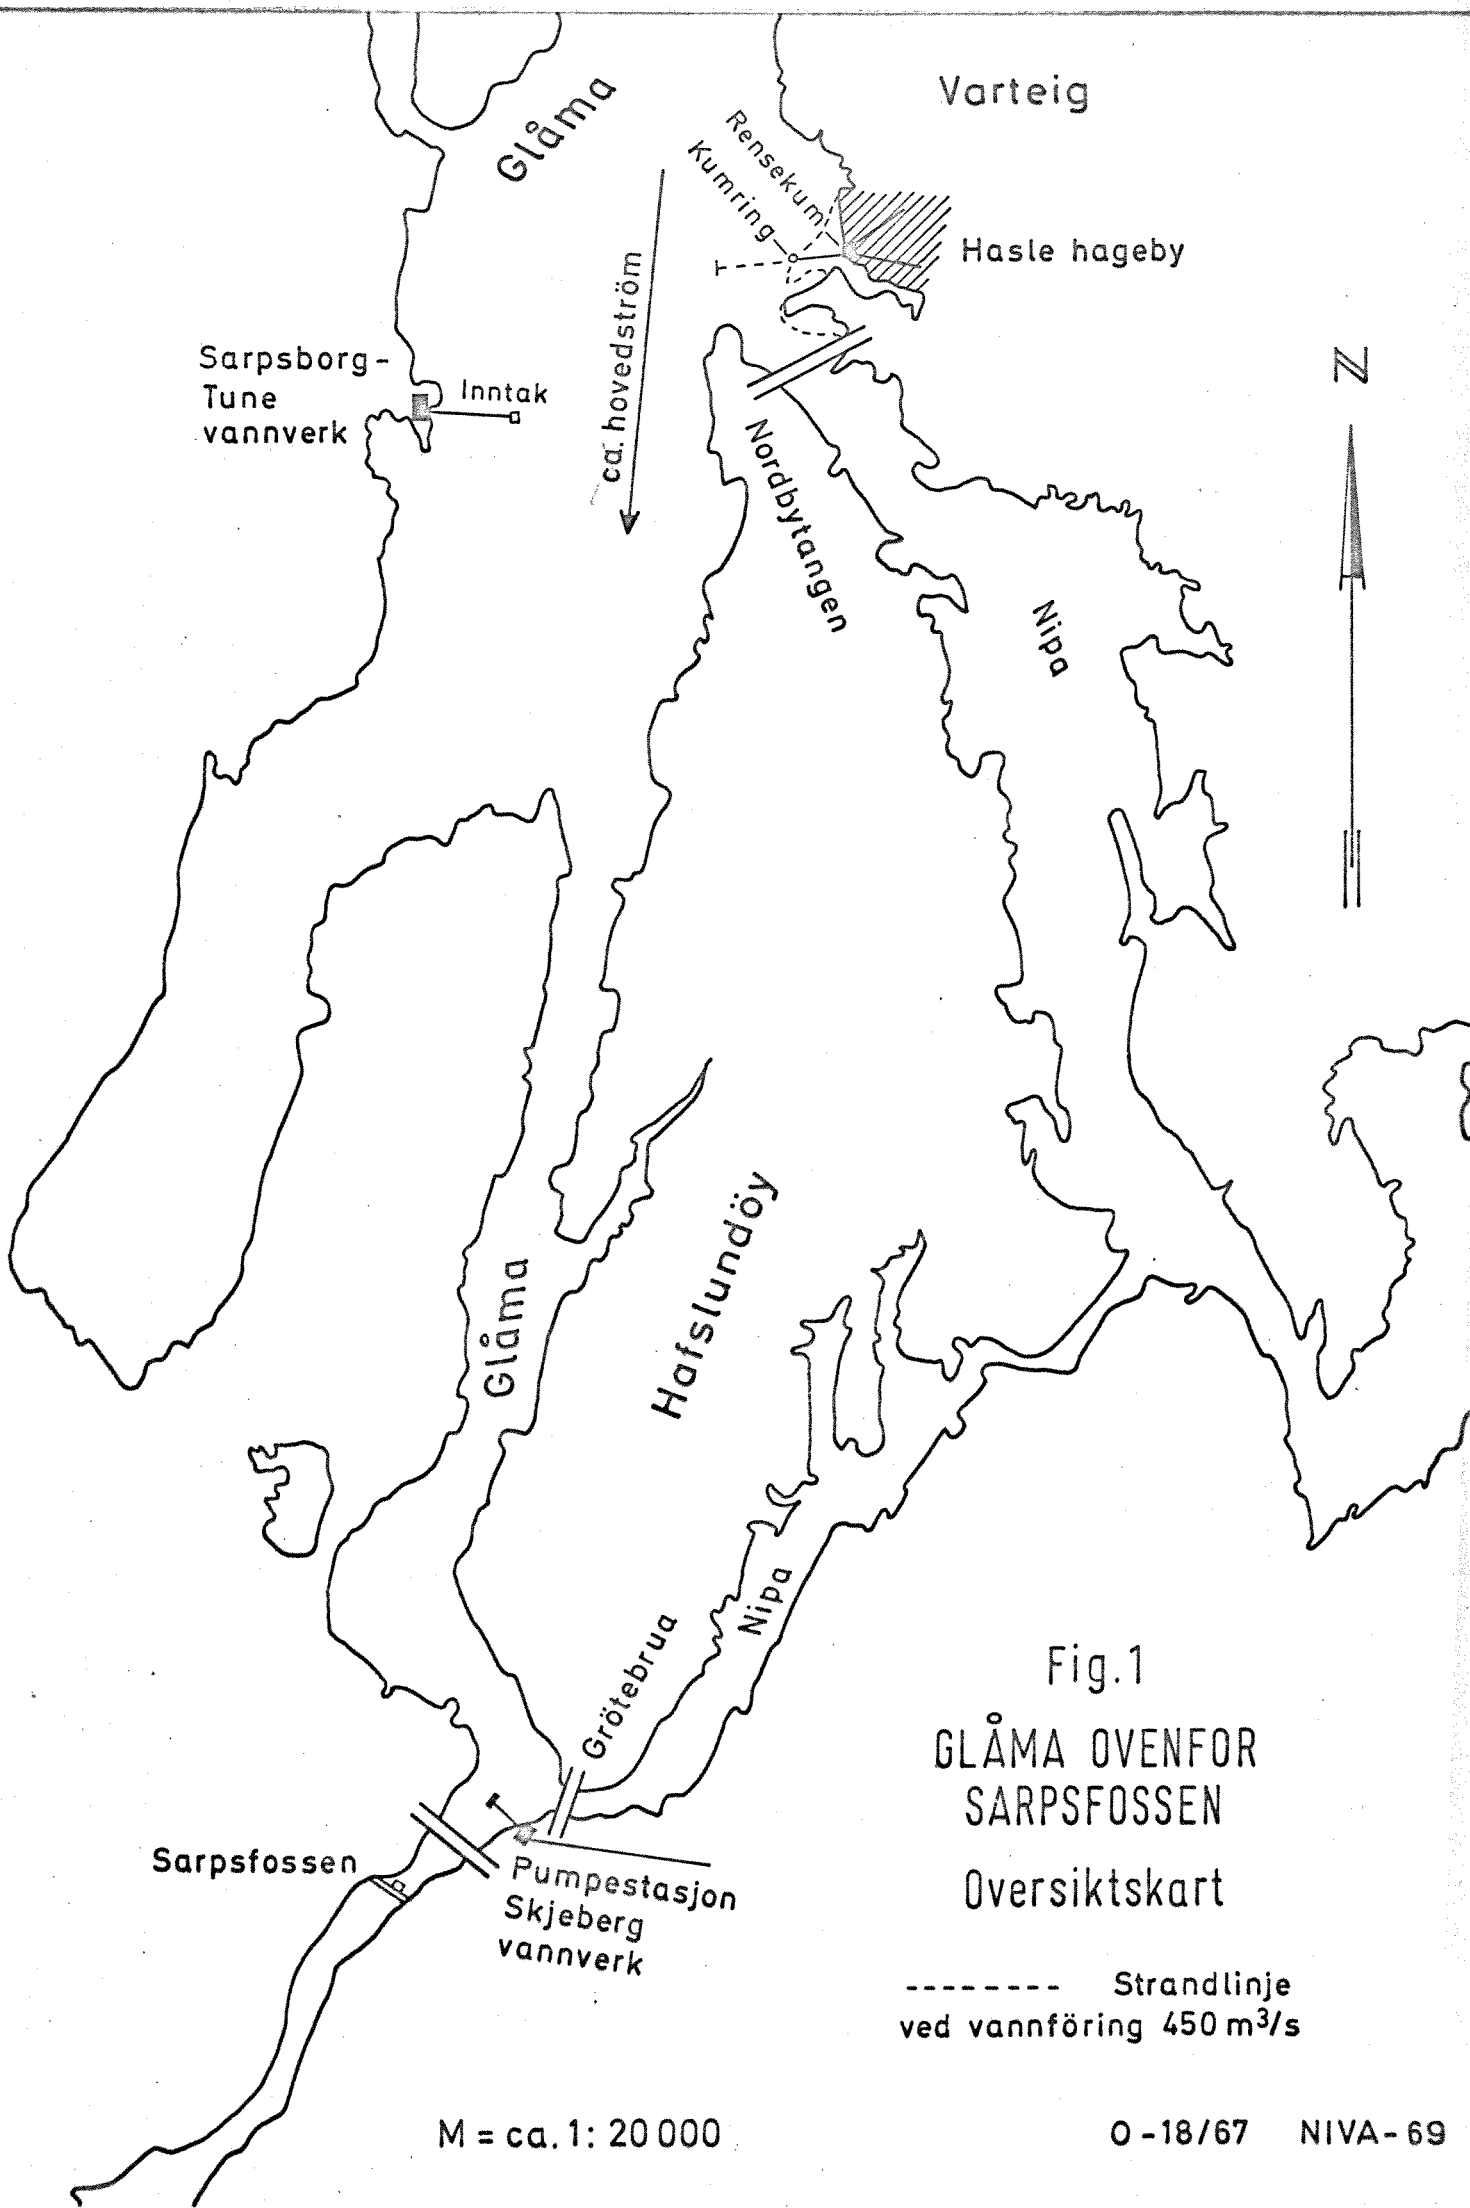 Varteig
Glåma
Rensekum
Kumring
Hasle hageby
ca. hovedström
Sarpsborg-
Tune
vannverk
Inntak
N
Nordbytangen
Nipa
Hafslundöy
Glåma
Nipa
Grötebrua
Sarpsfossen
Pumpestasjon
Skjeberg
vannverk
Fig.1
GLÅMA OVENFOR
SARPSFOSSEN
Oversiktskart
-------- Strandlinje
ved vannföring 450 m³/s
M = ca. 1: 20 000
O-18/67 NIVA-69